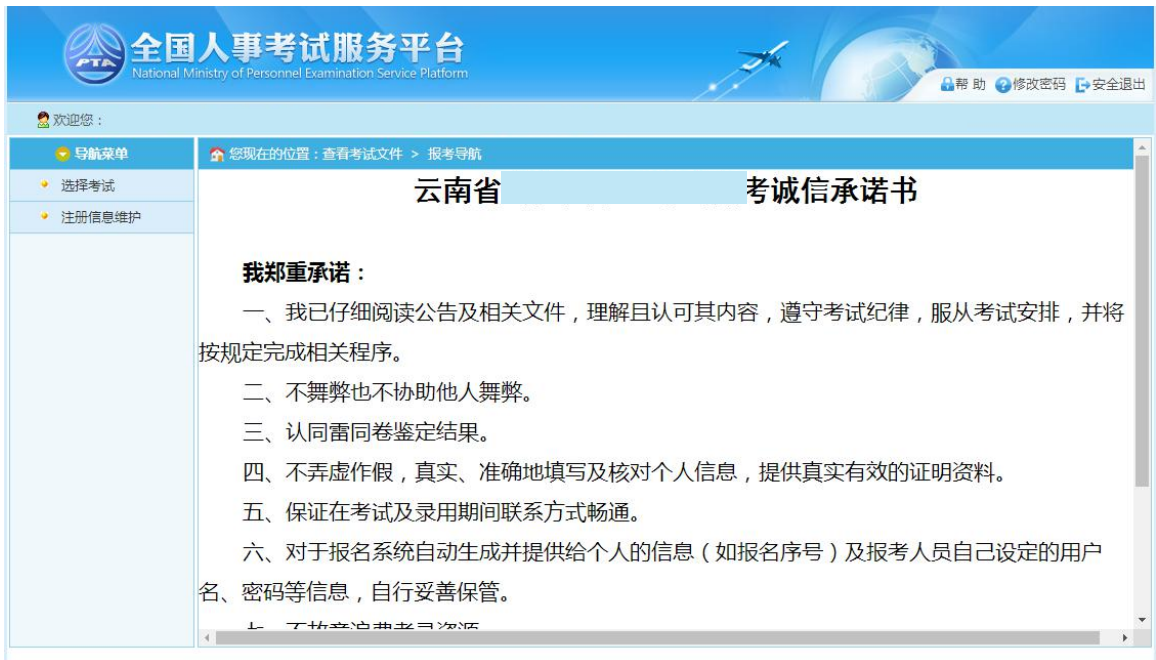 全国人事考试服务平台
National Ministry of Personnel Examination Service Platform
PTA
帮 助 修改密码 安全退出
欢迎您：
导航菜单
选择考试
注册信息维护
您现在的位置：查看考试文件 > 报考导航
云南省 考诚信承诺书
我郑重承诺：
一、我已仔细阅读公告及相关文件，理解且认可其内容，遵守考试纪律，服从考试安排，并将
按规定完成相关程序。
二、不舞弊也不协助他人舞弊。
三、认同雷同卷鉴定结果。
四、不弄虚作假，真实、准确地填写及核对个人信息，提供真实有效的证明资料。
五、保证在考试及录用期间联系方式畅通。
六、对于报名系统自动生成并提供给个人的信息（如报名序号）及报考人员自己设定的用户
名、密码等信息，自行妥善保管。
七、不故意浪费考录资源